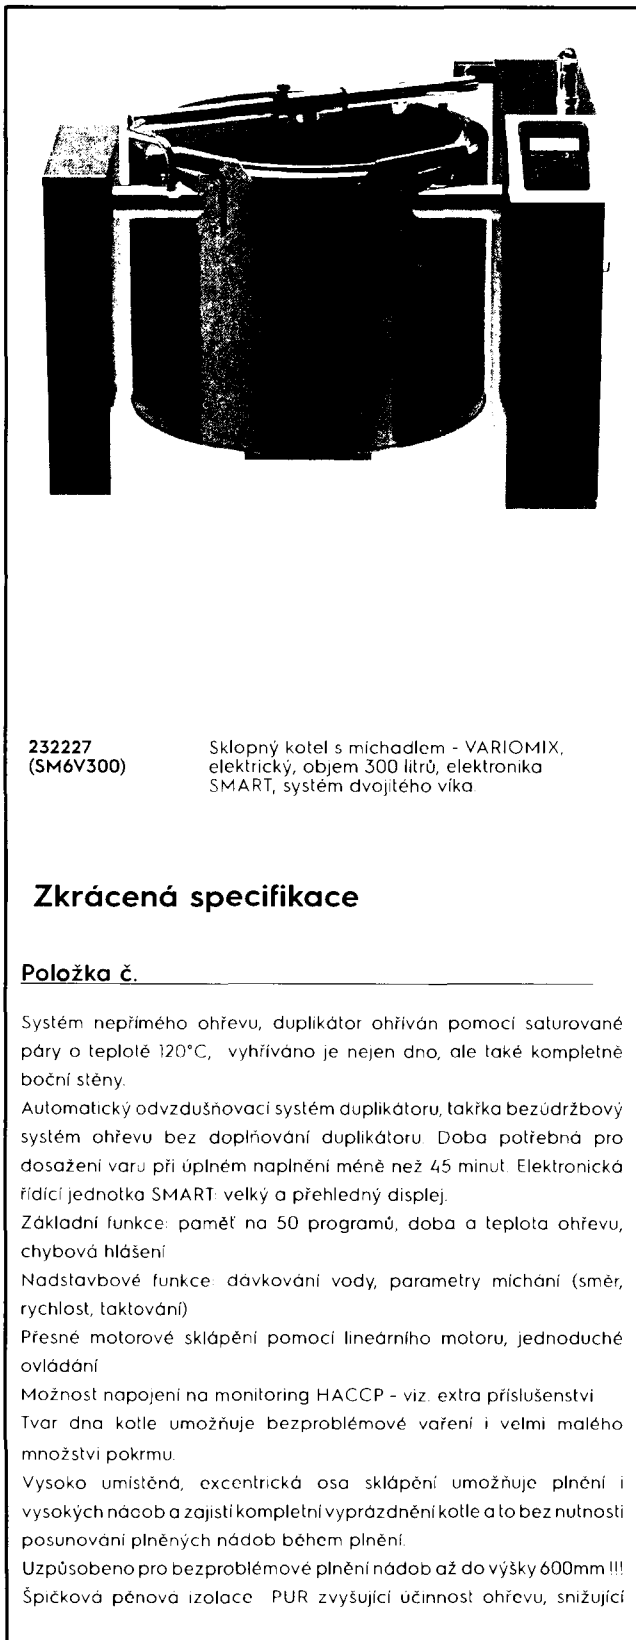 232227
(SM6V300)
Sklopný kotel s míchadlem - VARIOMIX,
elektrický, objem 300 litrů, elektronika
SMART, systém dvojitého víka.
Zkrácená specifikace
Položka č.
Systém nepřímého ohřevu, duplikátor ohříván pomocí saturované
páry o teplotě 120°C, vyhříváno je nejen dno, ale také kompletně
boční stěny.
Automatický odvzdušňovací systém duplikátoru, takřka bezúdržbový
systém ohřevu bez doplňování duplikátoru. Doba potřebná pro
dosažení varu při úplném naplnění méně než 45 minut. Elektronická
řídící jednotka SMART: velký a přehledný displej.
Základní funkce: paměť na 50 programů, doba a teplota ohřevu,
chybová hlášení
Nadstavbové funkce: dávkování vody, parametry míchání (směr,
rychlost, taktování)
Přesné motorové sklápění pomocí lineárního motoru, jednoduché
ovládání
Možnost napojení na monitoring HACCP - viz. extra příslušenství
Tvar dna kotle umožňuje bezproblémové vaření i velmi malého
množství pokrmu.
Vysoko umístěná, excentrická osa sklápění umožňuje plnění i
vysokých nádob a zajistí kompletní vyprázdnění kotle a to bez nutnosti
posunování plněných nádob během plnění.
Uzpůsobeno pro bezproblémové plnění nádob až do výšky 600mm !!!
Špičková pěnová izolace PUR zvyšující účinnost ohřevu, snižující